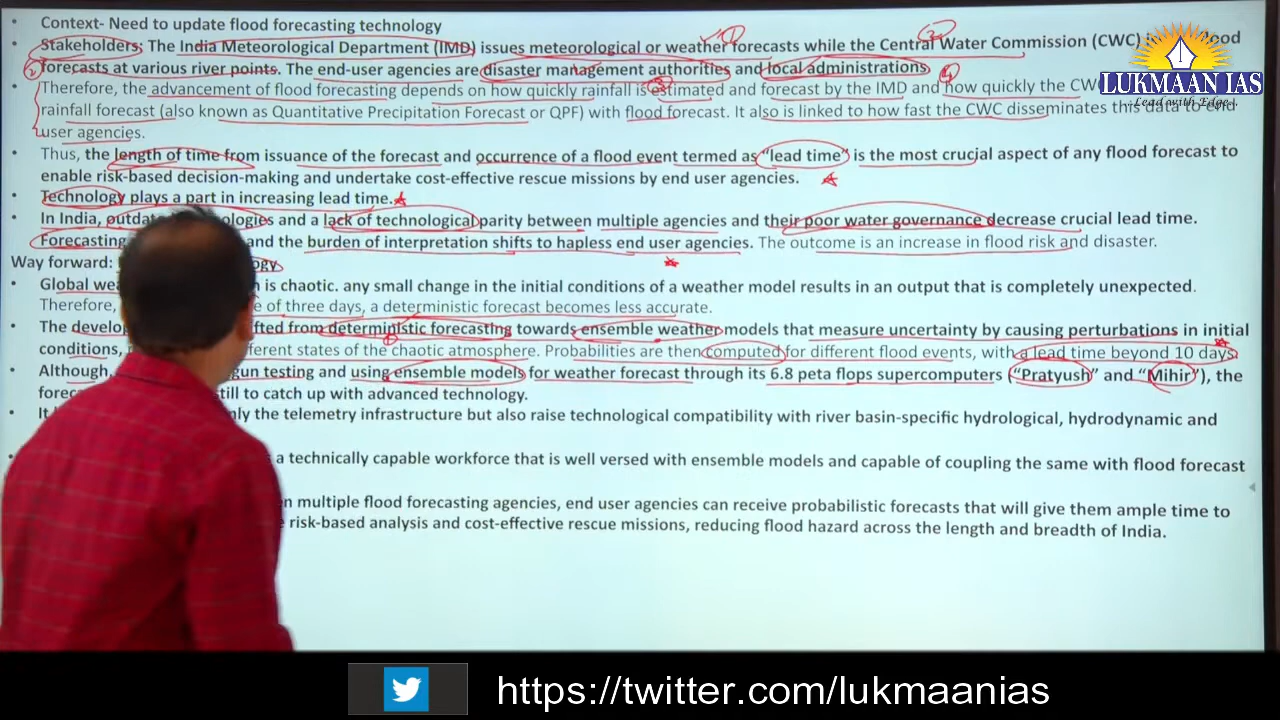 • Context- Need to update flood forecasting technology
• Stakeholders: The India Meteorological Department (IMD) issues meteorological or weather forecasts while the Central Water Commission (CWC)
forecasts at various river points. The end-user agencies are disaster management authorities and local administrations
• Therefore, the advancement of flood forecasting depends on how quickly rainfall is estimated and forecast by the IMD and how quickly the CWC
rainfall forecast (also known as Quantitative Precipitation Forecast or QPF) with flood forecast. It also is linked to how fast the CWC disseminates this data to end
user agencies.
• Thus, the length of time from issuance of the forecast and occurrence of a flood event termed as “lead time” is the most crucial aspect of any flood forecast to
enable risk-based decision-making and undertake cost-effective rescue missions by end user agencies.
• Technology plays a part in increasing lead time.
• In India, and a lack of technological parity between multiple agencies and their poor water governance decrease crucial lead time.
Forecasting and the burden of interpretation shifts to hapless end user agencies. The outcome is an increase in flood risk and disaster.
Way forward:
• Global is chaotic. any small change in the initial conditions of a weather model results in an output that is completely unexpected.
Therefore, of three days, a deterministic forecast becomes less accurate.
• The from deterministic forecasting towards ensemble weather models that measure uncertainty by causing perturbations in initial
conditions, states of the chaotic atmosphere. Probabilities are then computed for different flood events, with a lead time beyond 10 days.
• Although, testing and using ensemble models for weather forecast through its 6.8 peta flops supercomputers (“Pratyush” and “Mihir”), the
to catch up with advanced technology.
• the telemetry infrastructure but also raise technological compatibility with river basin-specific hydrological, hydrodynamic and
a technically capable workforce that is well versed with ensemble models and capable of coupling the same with flood forecast
multiple flood forecasting agencies, end user agencies can receive probabilistic forecasts that will give them ample time to
risk-based analysis and cost-effective rescue missions, reducing flood hazard across the length and breadth of India.
LUKMAAN IAS
Lead with Edge..
https://twitter.com/lukmaanias